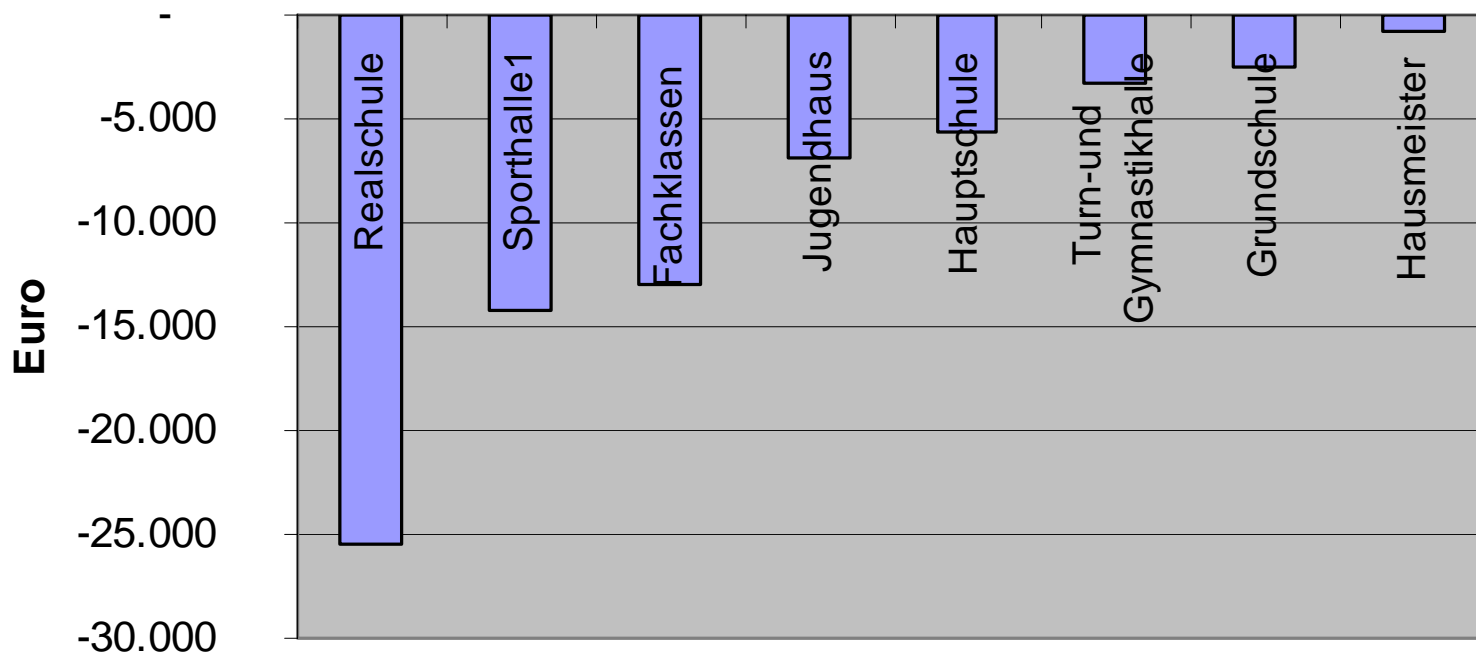 -
-5.000
-10.000
-15.000
-20.000
-25.000
-30.000
Euro
Realschule
Sporthalle1
Fachklassen
Jugendhaus
Hauptschule
Turn-und
Gymnastikhalle
Grundschule
Hausmeister